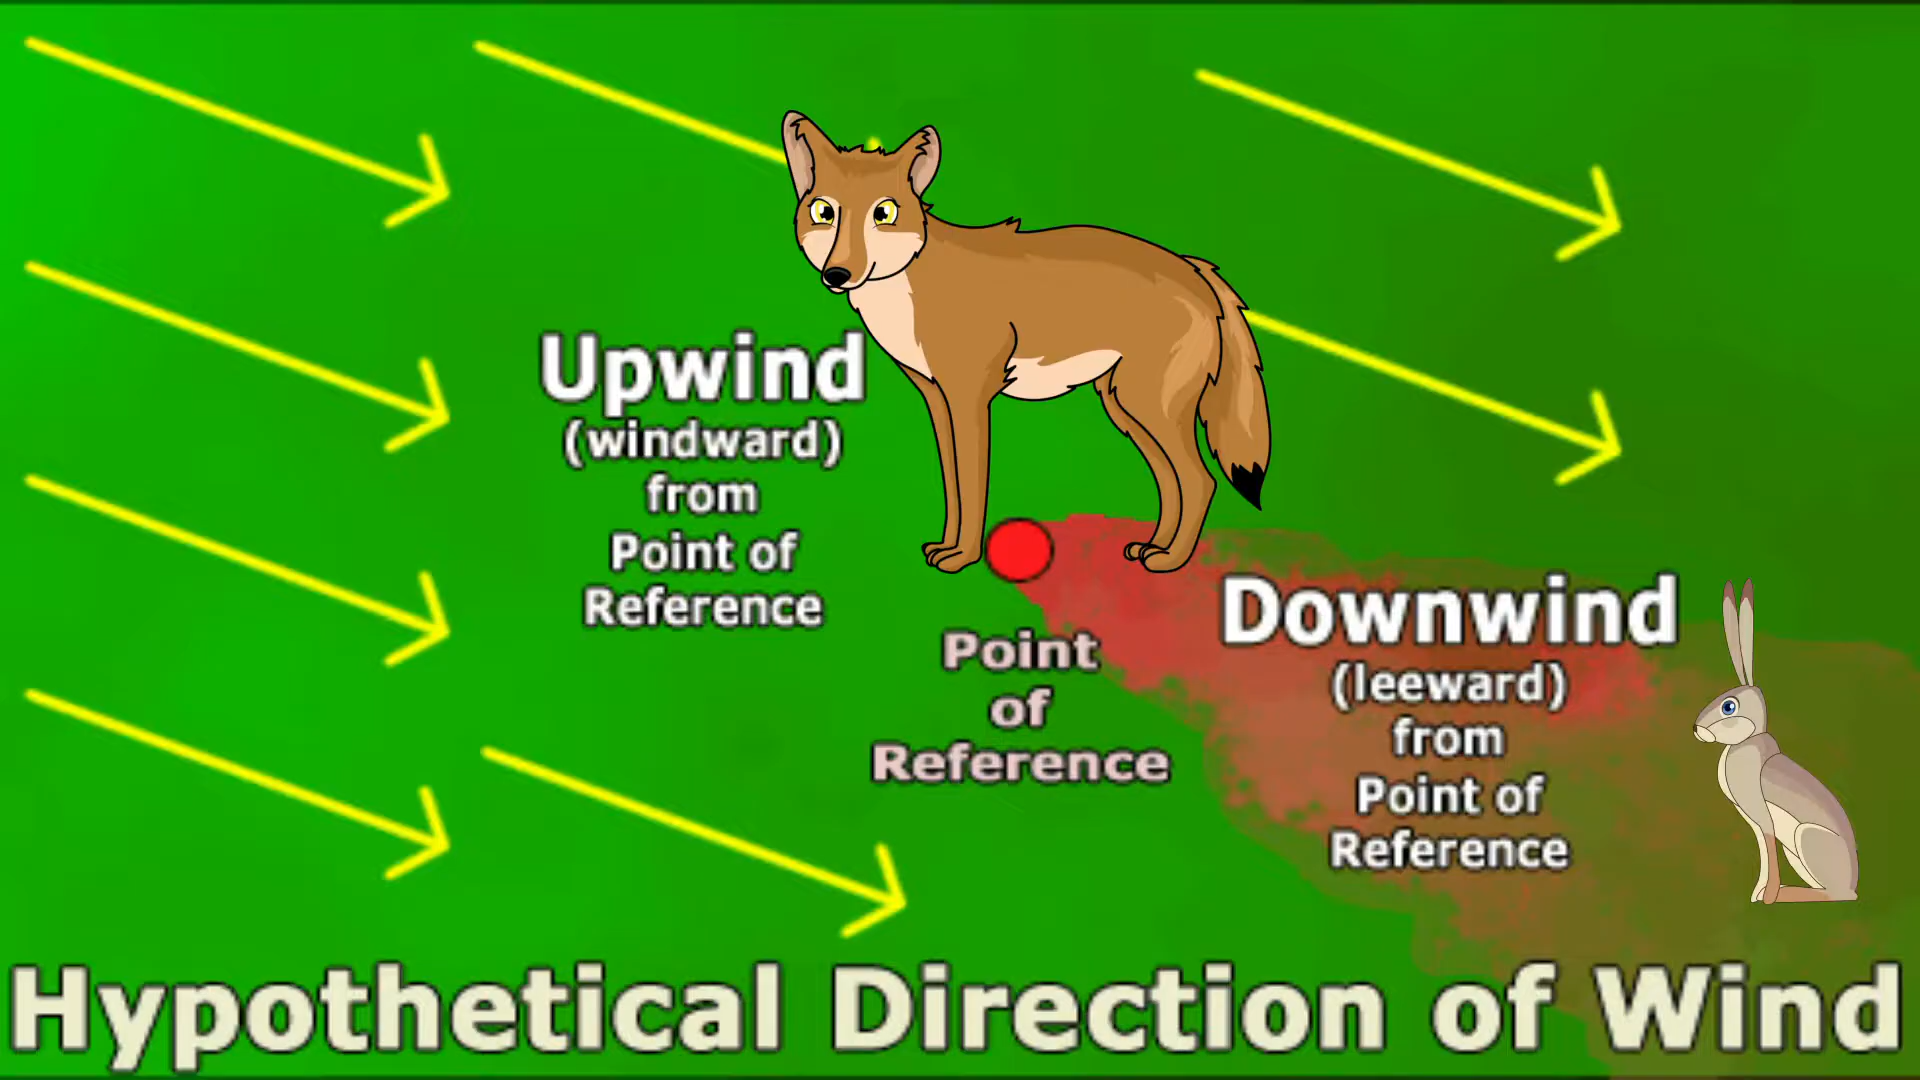 Upwind
(windward)
from
Point of
Reference
Point
of
Reference
Downwind
(leeward)
from
Point of
Reference
Hypothetical Direction of Wind